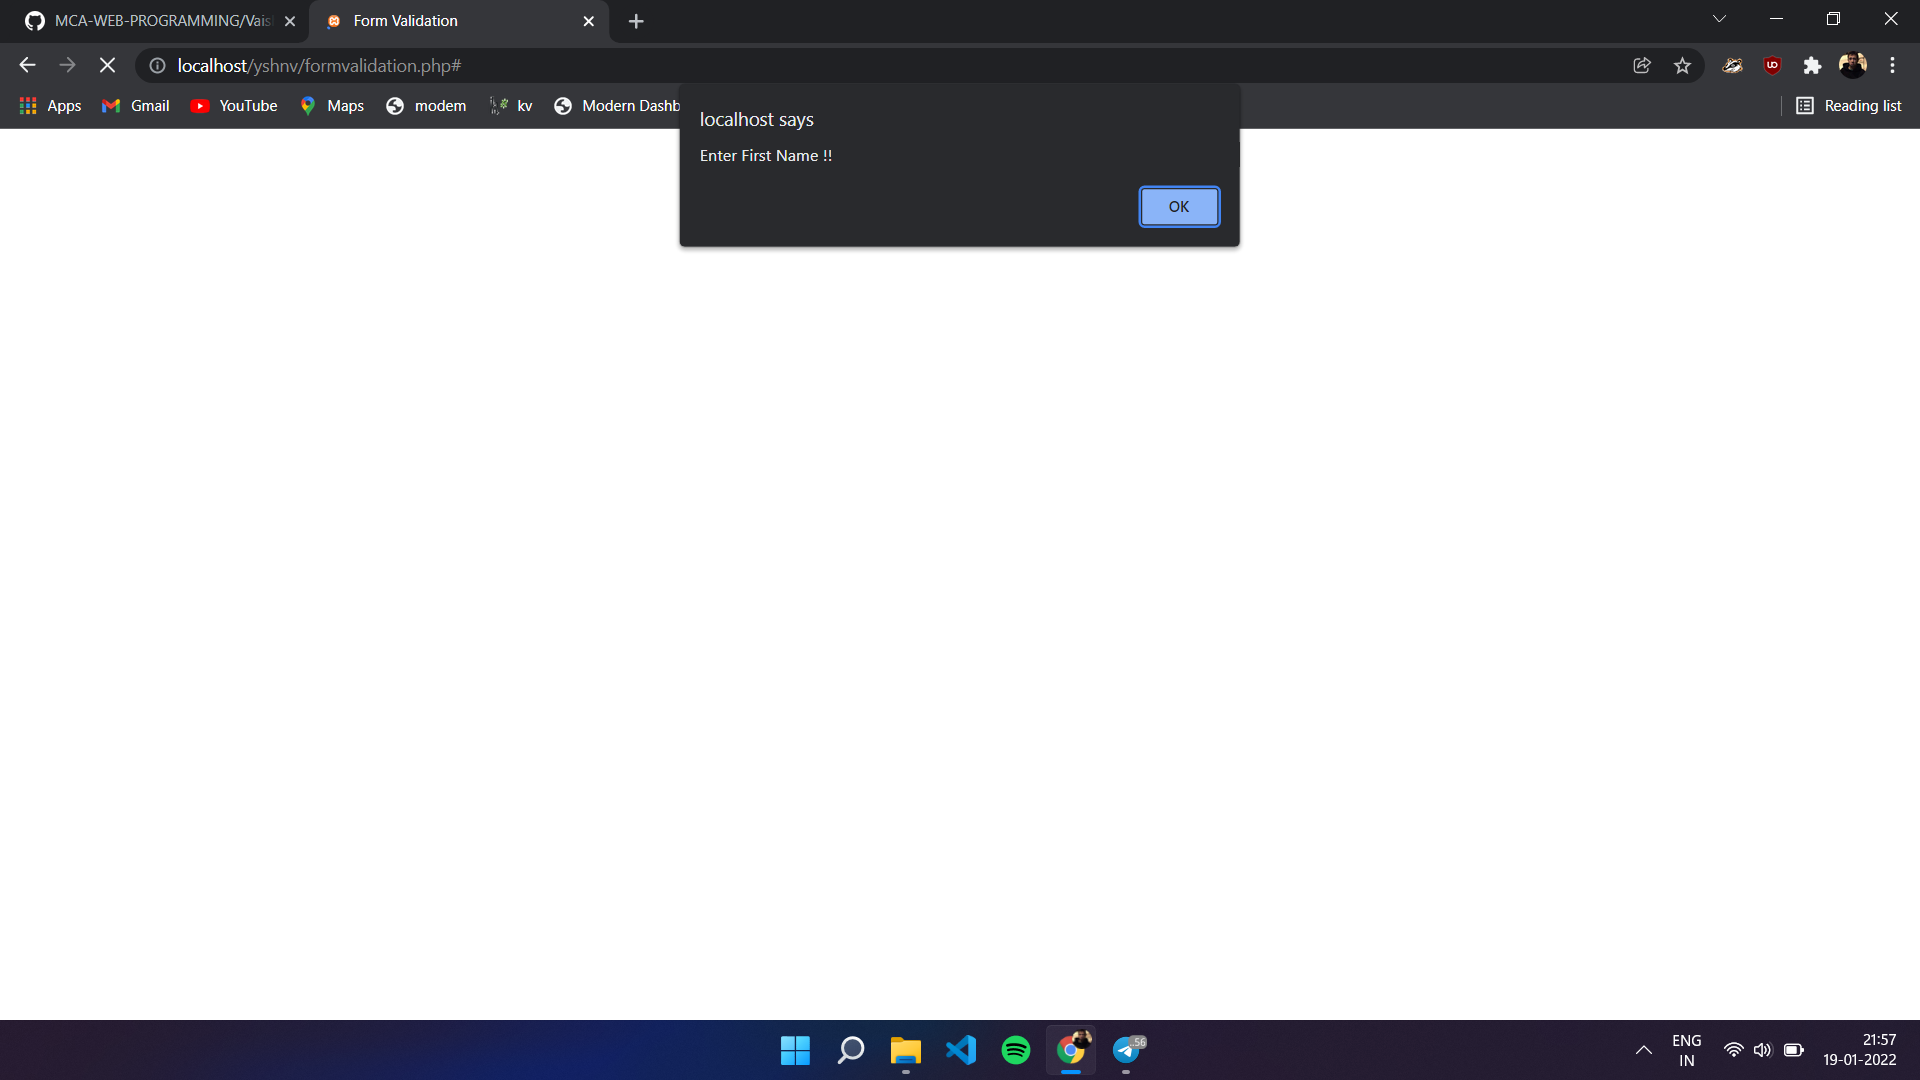 MCA-WEB-PROGRAMMING/Vais
Form Validation
localhost/yshnv/formvalidation.php#
UD
Apps
Gmail
YouTube
Maps
modem
kv
Modern Dashb
Reading list
localhost says
Enter First Name !!
OK
..56
ENG
IN
21:57
19-01-2022